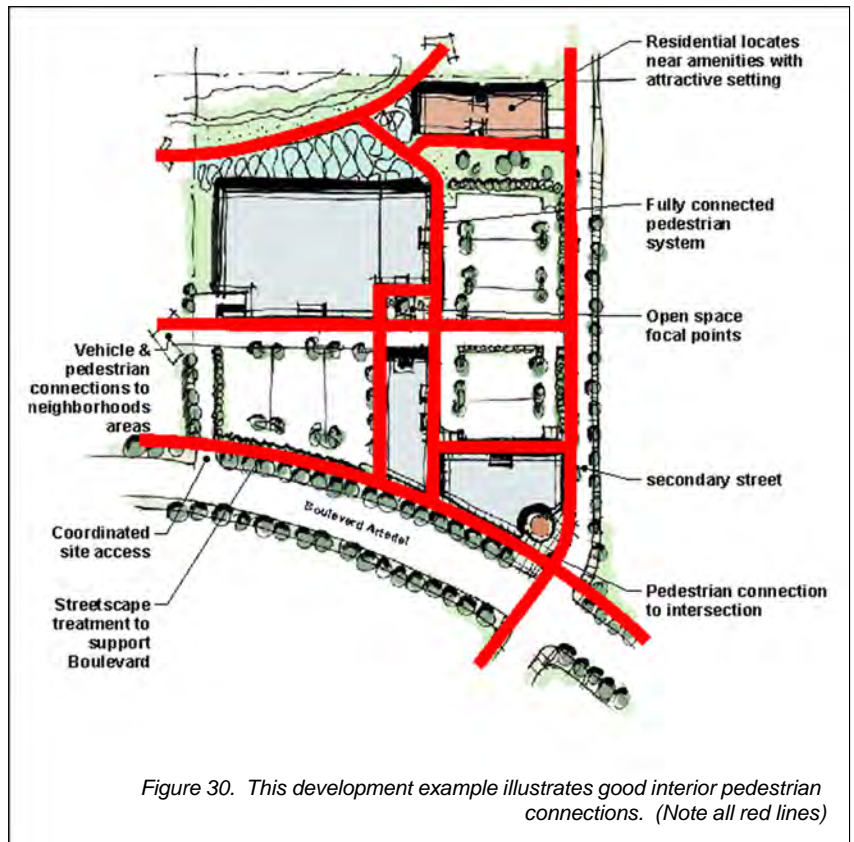 Residential locates
near amenities with
attractive setting
Fully connected
pedestrian
system
Open space
focal points
Vehicle &
pedestrian
connections to
neighborhoods
areas
secondary street
Boulevard Arterial
Coordinated
site access
Streetscape
treatment to
support
Boulevard
Pedestrian connection
to intersection
Figure 30. This development example illustrates good interior pedestrian
connections. (Note all red lines)